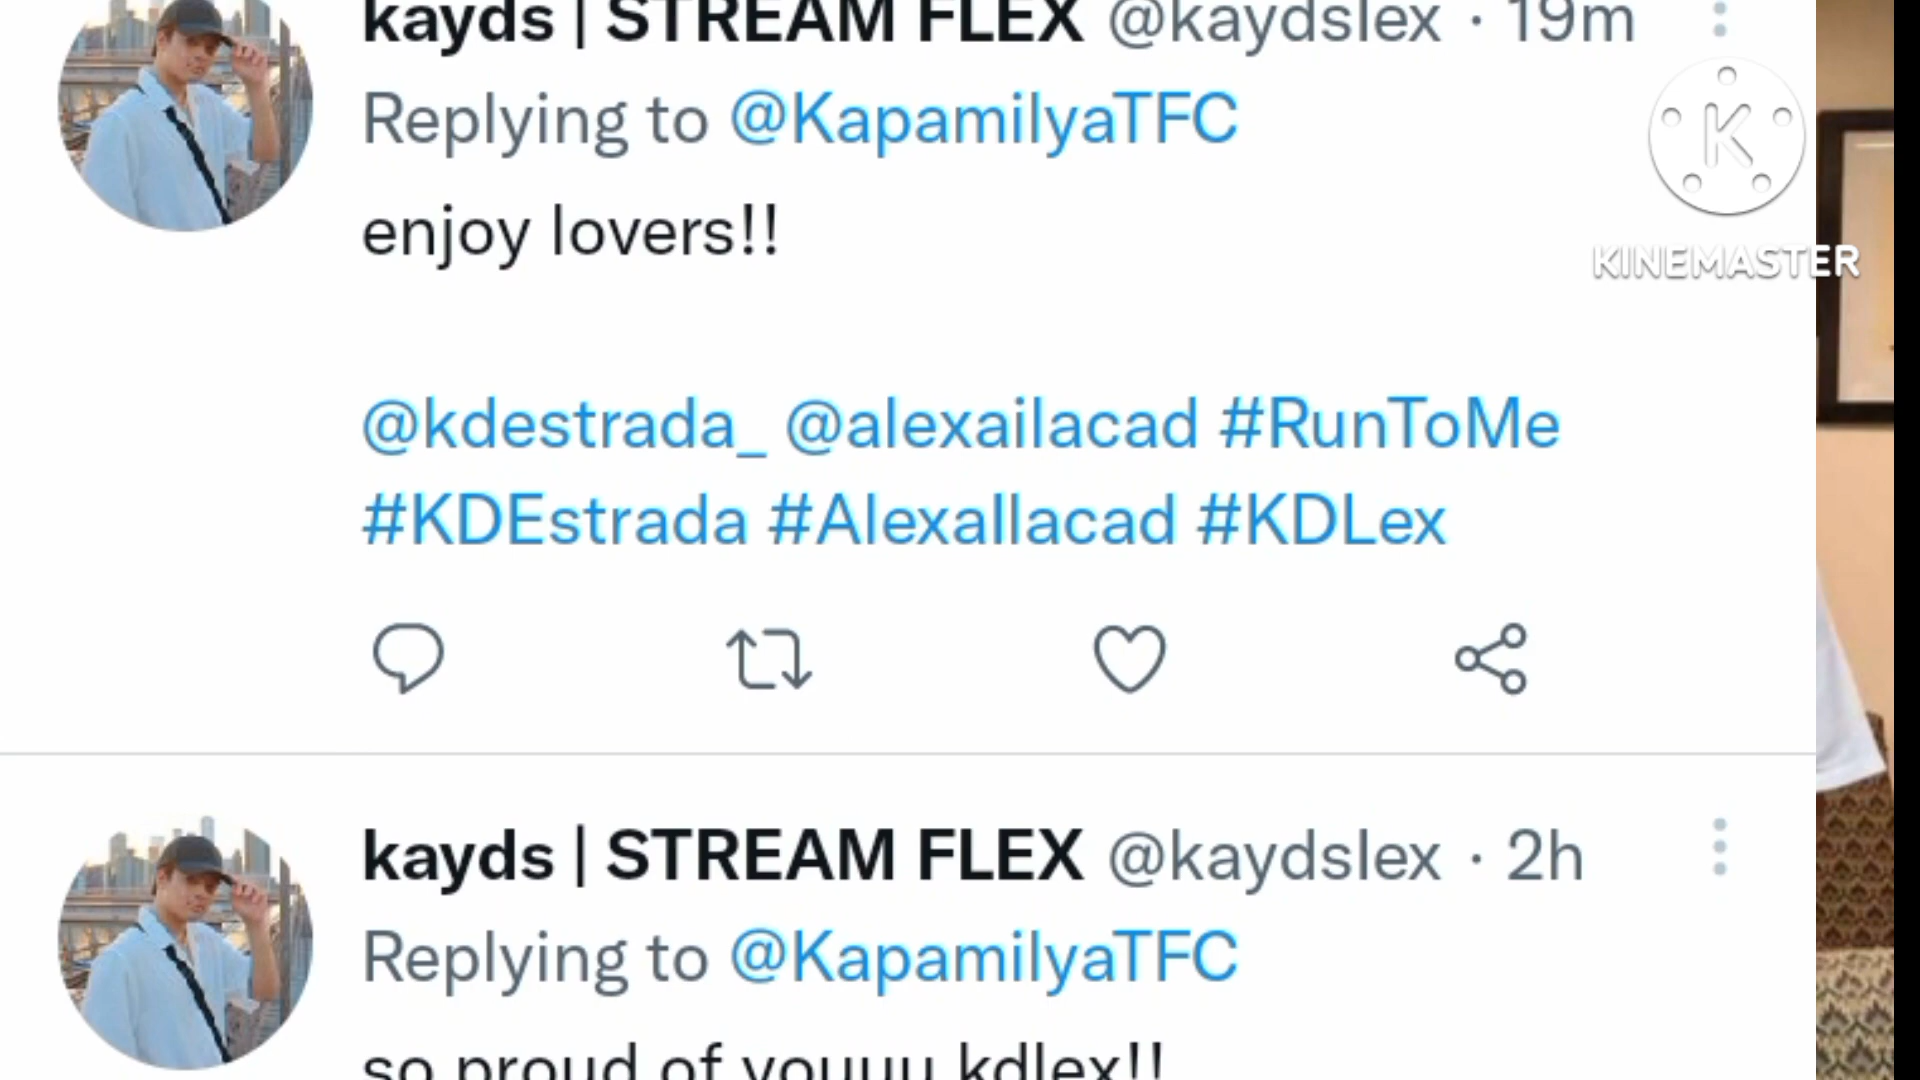 kayds | STREAM FLEX @kaydslex · 19m
Replying to @KapamilyaTFC
K
KINEMASTER
enjoy lovers!!
@kdestrada_ @alexailacad #RunToMe
#KDEstrada #AlexaIlacad #KDLex
kayds | STREAM FLEX @kaydslex · 2h
Replying to @KapamilyaTFC
so proud of youuu kdlex!!